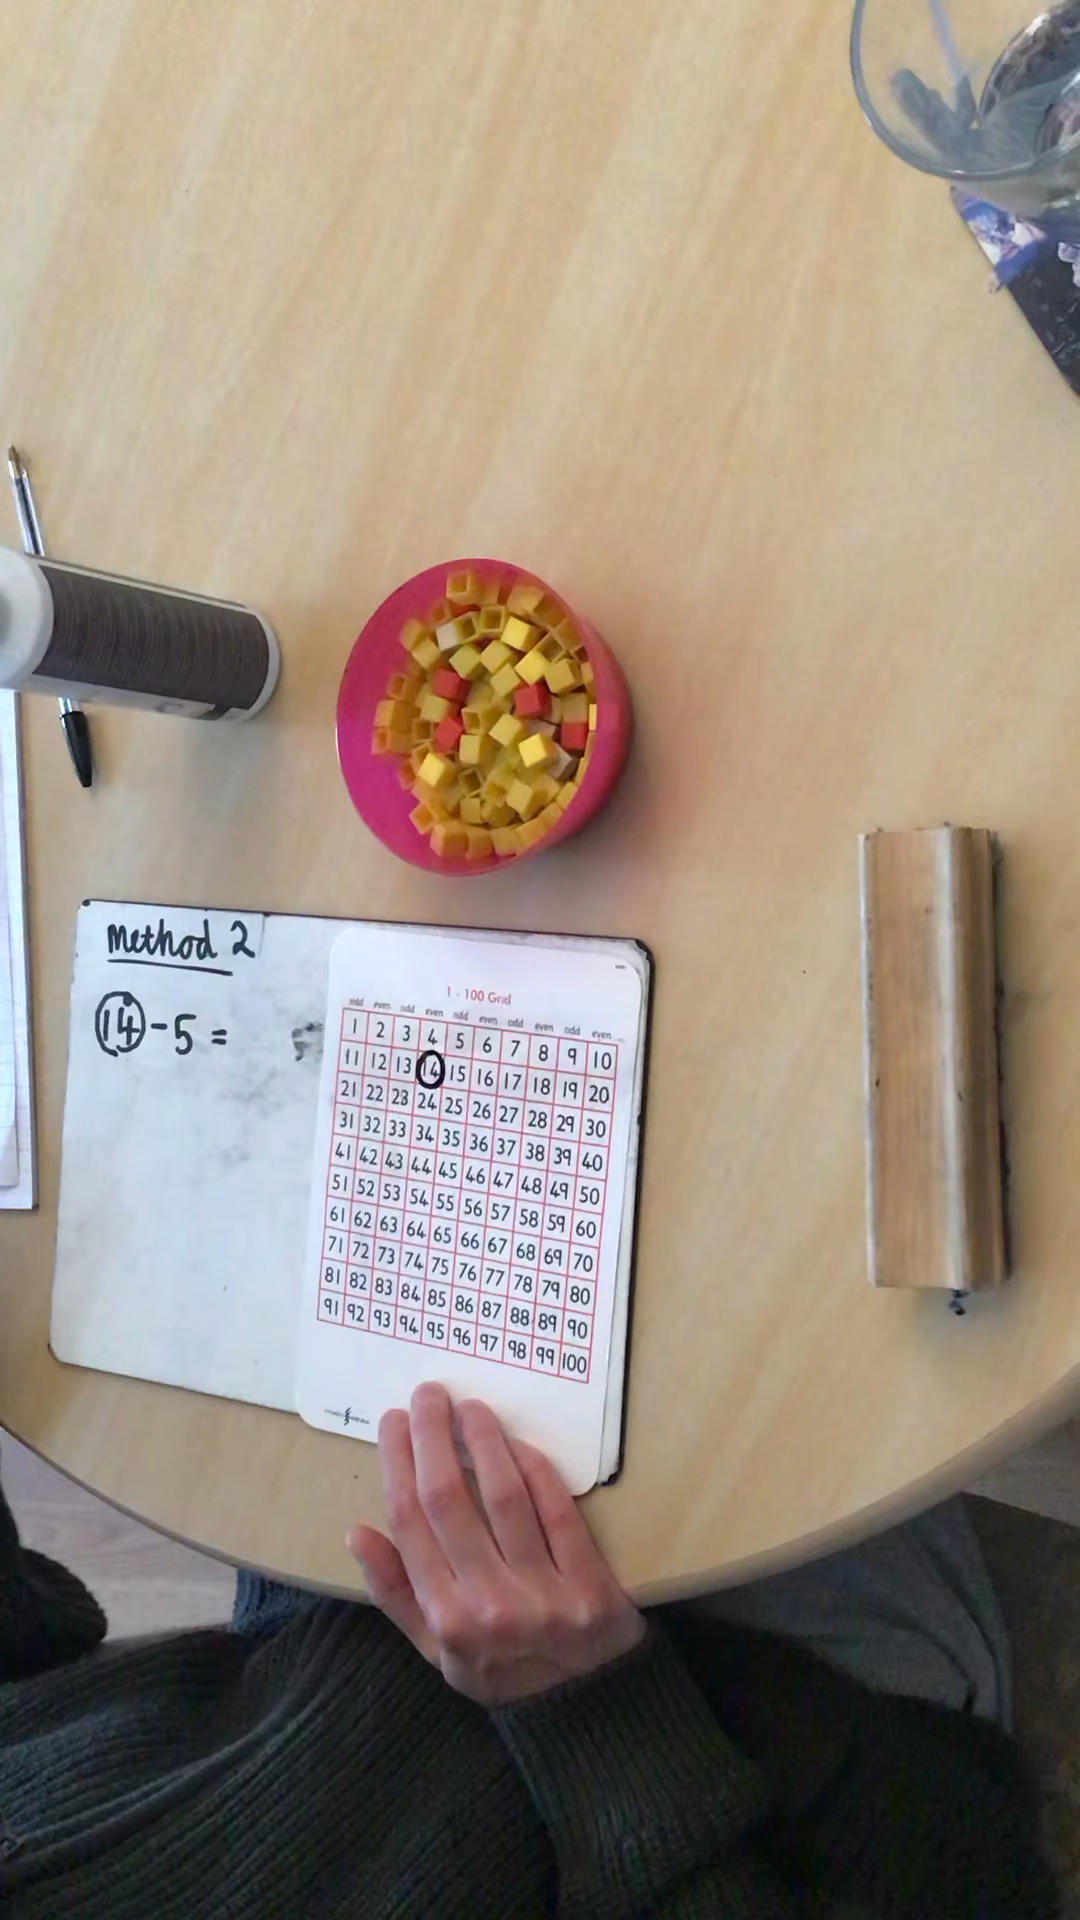 Method 2
14 - 5 =
1 - 100 Grid
odd even odd even odd even odd even odd even
1 2 3 4 5 6 7 8 9 10
11 12 13 14 15 16 17 18 19 20
21 22 23 24 25 26 27 28 29 30
31 32 33 34 35 36 37 38 39 40
41 42 43 44 45 46 47 48 49 50
51 52 53 54 55 56 57 58 59 60
61 62 63 64 65 66 67 68 69 70
71 72 73 74 75 76 77 78 79 80
81 82 83 84 85 86 87 88 89 90
91 92 93 94 95 96 97 98 99 100